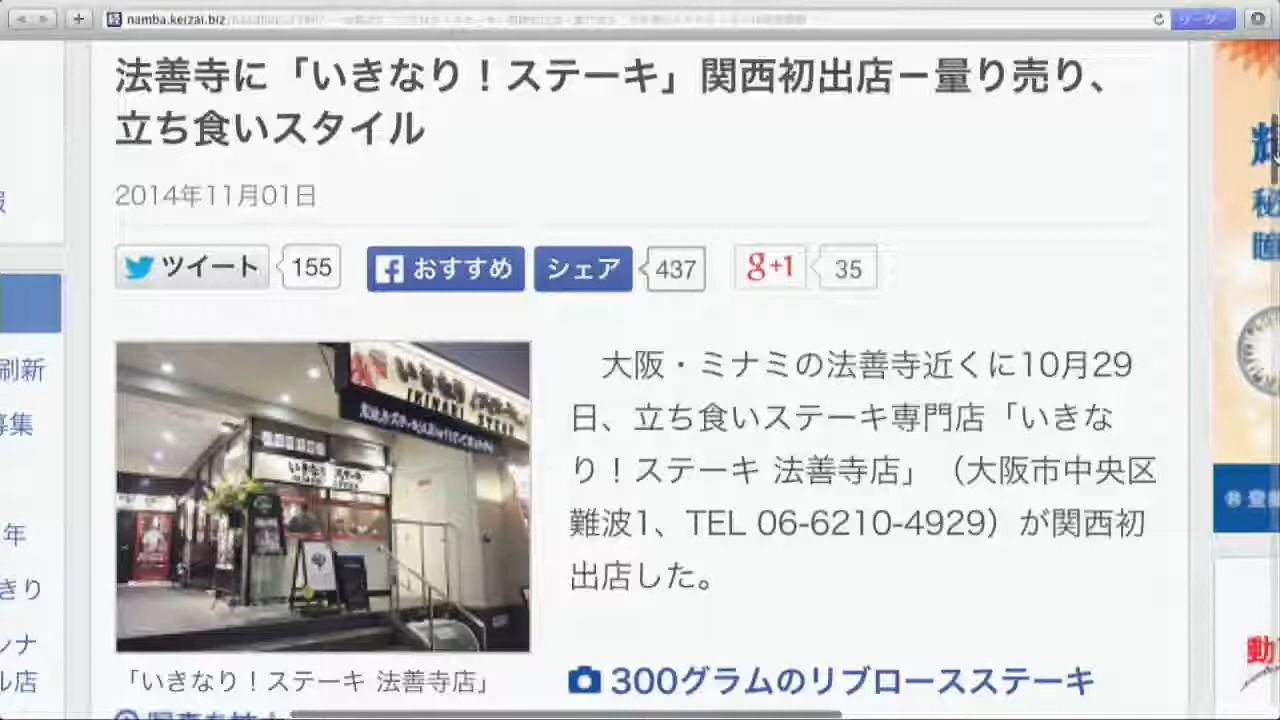 namba.keizai.biz
リーダー
法善寺に「いきなり！ステーキ」関西初出店－量り売り、
立ち食いスタイル
2014年11月01日
ツイート 155 おすすめ シェア 437 g+1 35
大阪・ミナミの法善寺近くに10月29
日、立ち食いステーキ専門店「いきな
り！ステーキ 法善寺店」（大阪市中央区
難波1、TEL 06-6210-4929）が関西初
出店した。
「いきなり！ステーキ 法善寺店」
300グラムのリブロースステーキ
刷新
募集
年
きり
ンナ
ル店
動